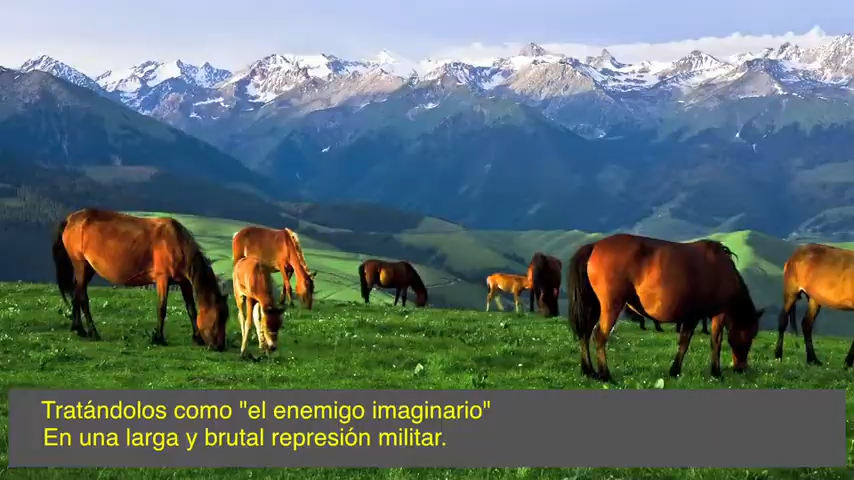 Tratándolos como "el enemigo imaginario"
En una larga y brutal represión militar.